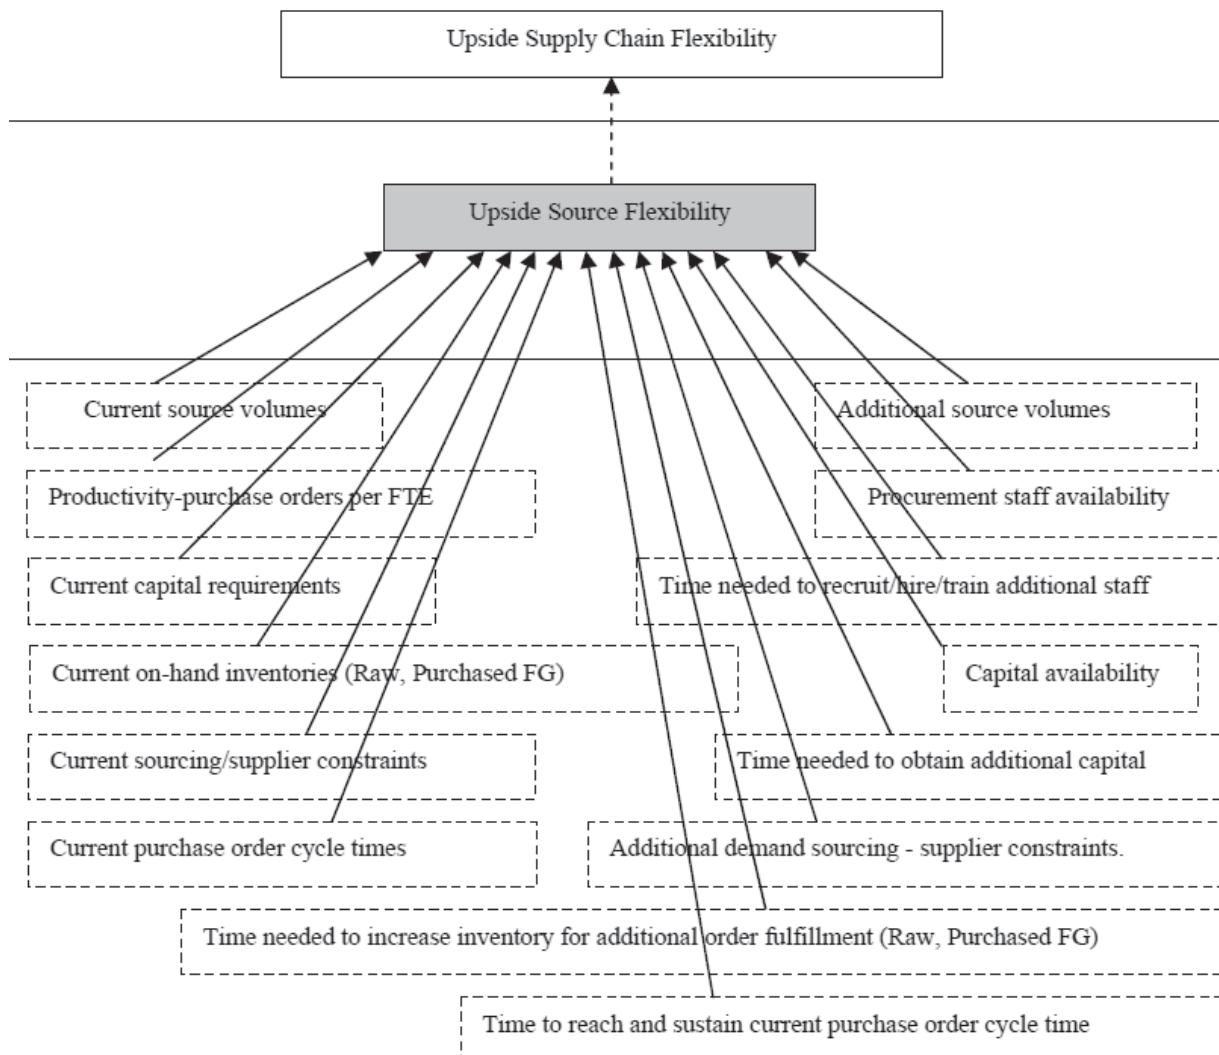 Upside Supply Chain Flexibility
Upside Source Flexibility
Current source volumes
Additional source volumes
Productivity-purchase orders per FTE
Procurement staff availability
Current capital requirements
Time needed to recruit/hire/train additional staff
Current on-hand inventories (Raw, Purchased FG)
Capital availability
Current sourcing/supplier constraints
Time needed to obtain additional capital
Current purchase order cycle times
Additional demand sourcing - supplier constraints.
Time needed to increase inventory for additional order fulfillment (Raw, Purchased FG)
Time to reach and sustain current purchase order cycle time